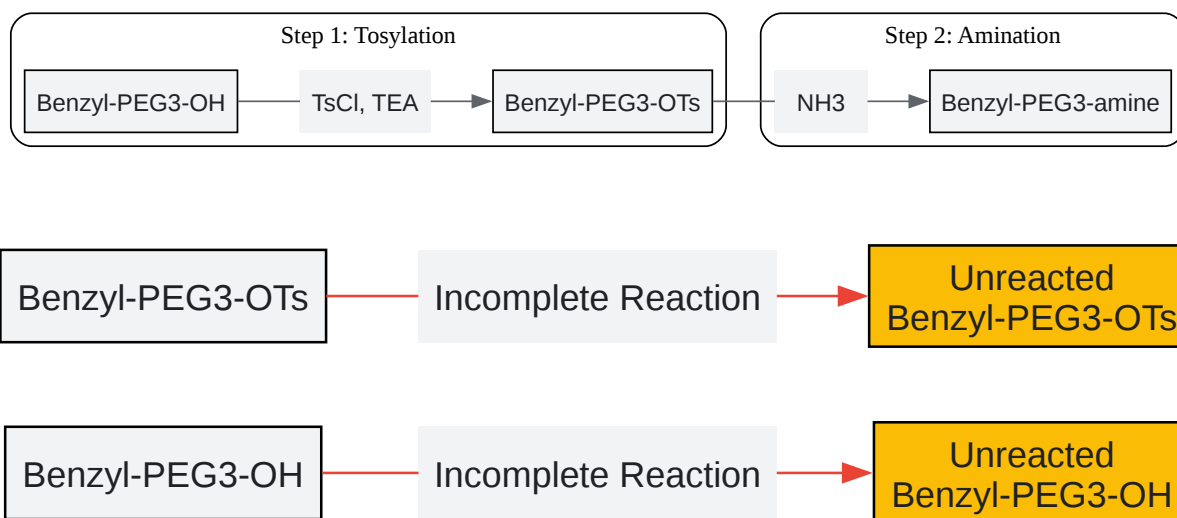 Step 1: Tosylation
Step 2: Amination
Benzyl-PEG3-OH
TsCl, TEA
Benzyl-PEG3-OTs
NH3
Benzyl-PEG3-amine
Benzyl-PEG3-OTs
Incomplete Reaction
Unreacted
Benzyl-PEG3-OTs
Benzyl-PEG3-OH
Incomplete Reaction
Unreacted
Benzyl-PEG3-OH